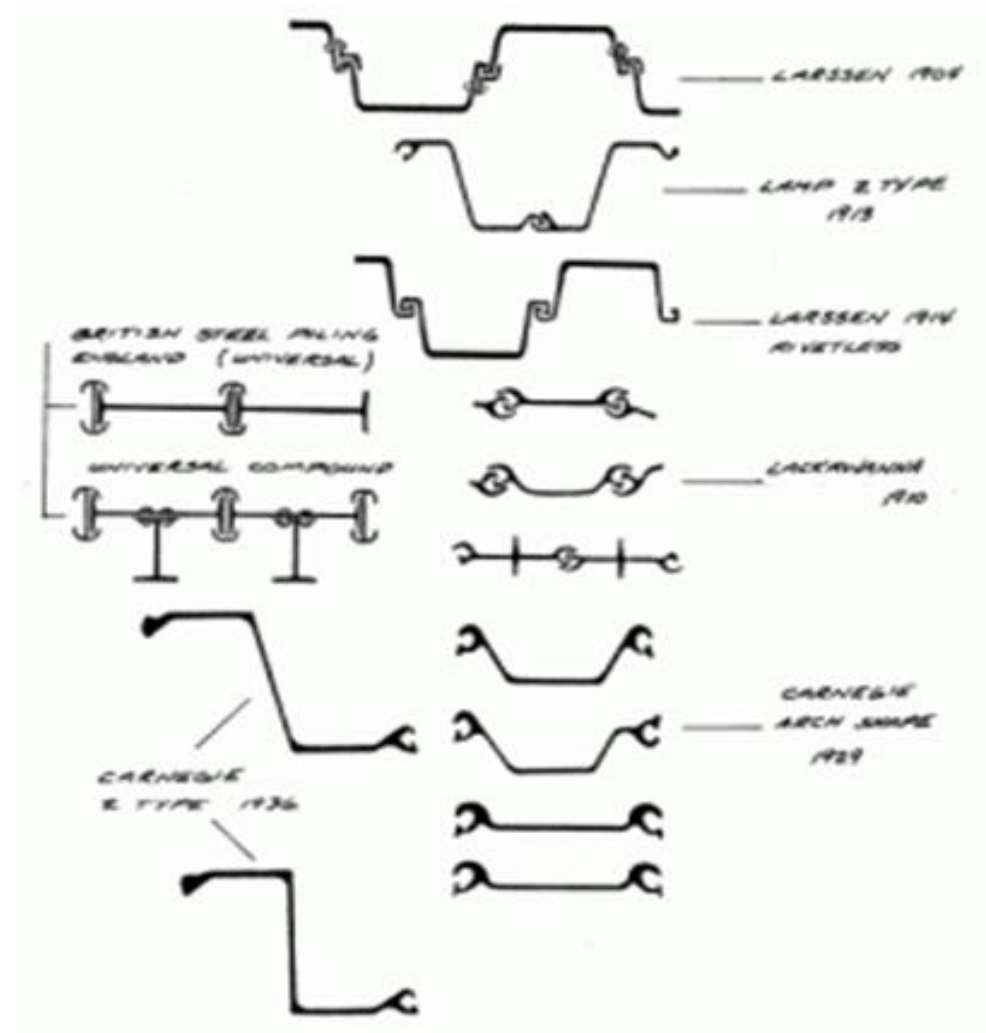 LARSSEN 1904
LAMP Z TYPE
1913
LARSSEN 1914
RIVETLESS
BRITISH STEEL PILING
ENGLAND (UNIVERSAL)
UNIVERSAL COMPOUND
LACKAWANNA
1910
CARNEGIE
ARCH SHAPE
1929
CARNEGIE
Z TYPE 1936